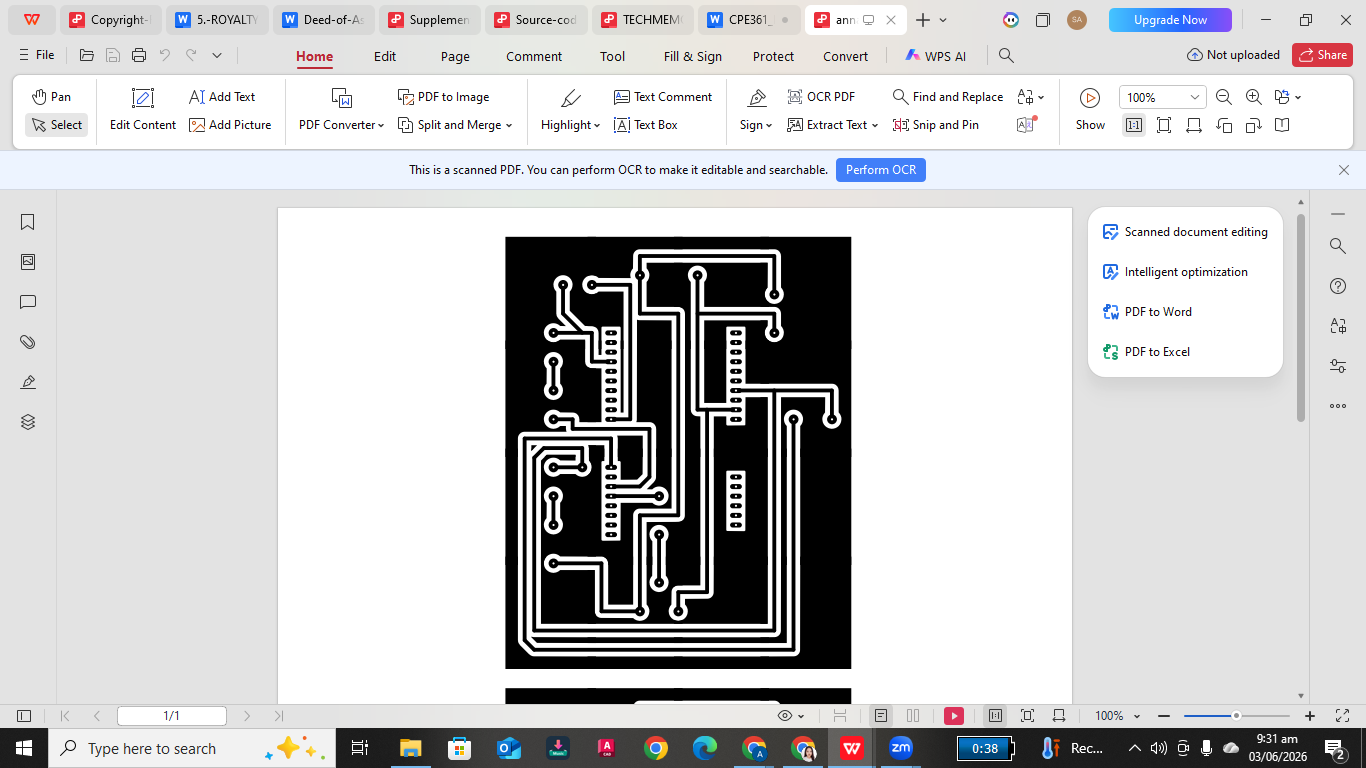 Copyright-
5.-ROYALTY
Deed-of-As
Supplemen
Source-cod
TECHMEM
CPE361_
ann
SA
Upgrade Now
File
Home
Edit
Page
Comment
Tool
Fill & Sign
Protect
Convert
WPS AI
Not uploaded
Share
Pan
Select
Edit Content
Add Text
Add Picture
PDF Converter
PDF to Image
Split and Merge
Highlight
Text Comment
Text Box
Sign
OCR PDF
Extract Text
Find and Replace
Snip and Pin
Show
100%
This is a scanned PDF. You can perform OCR to make it editable and searchable.
Perform OCR
Scanned document editing
Intelligent optimization
PDF to Word
PDF to Excel
1/1
100%
Type here to search
zm
0:38
Rec...
9:31 am
03/06/2026
2